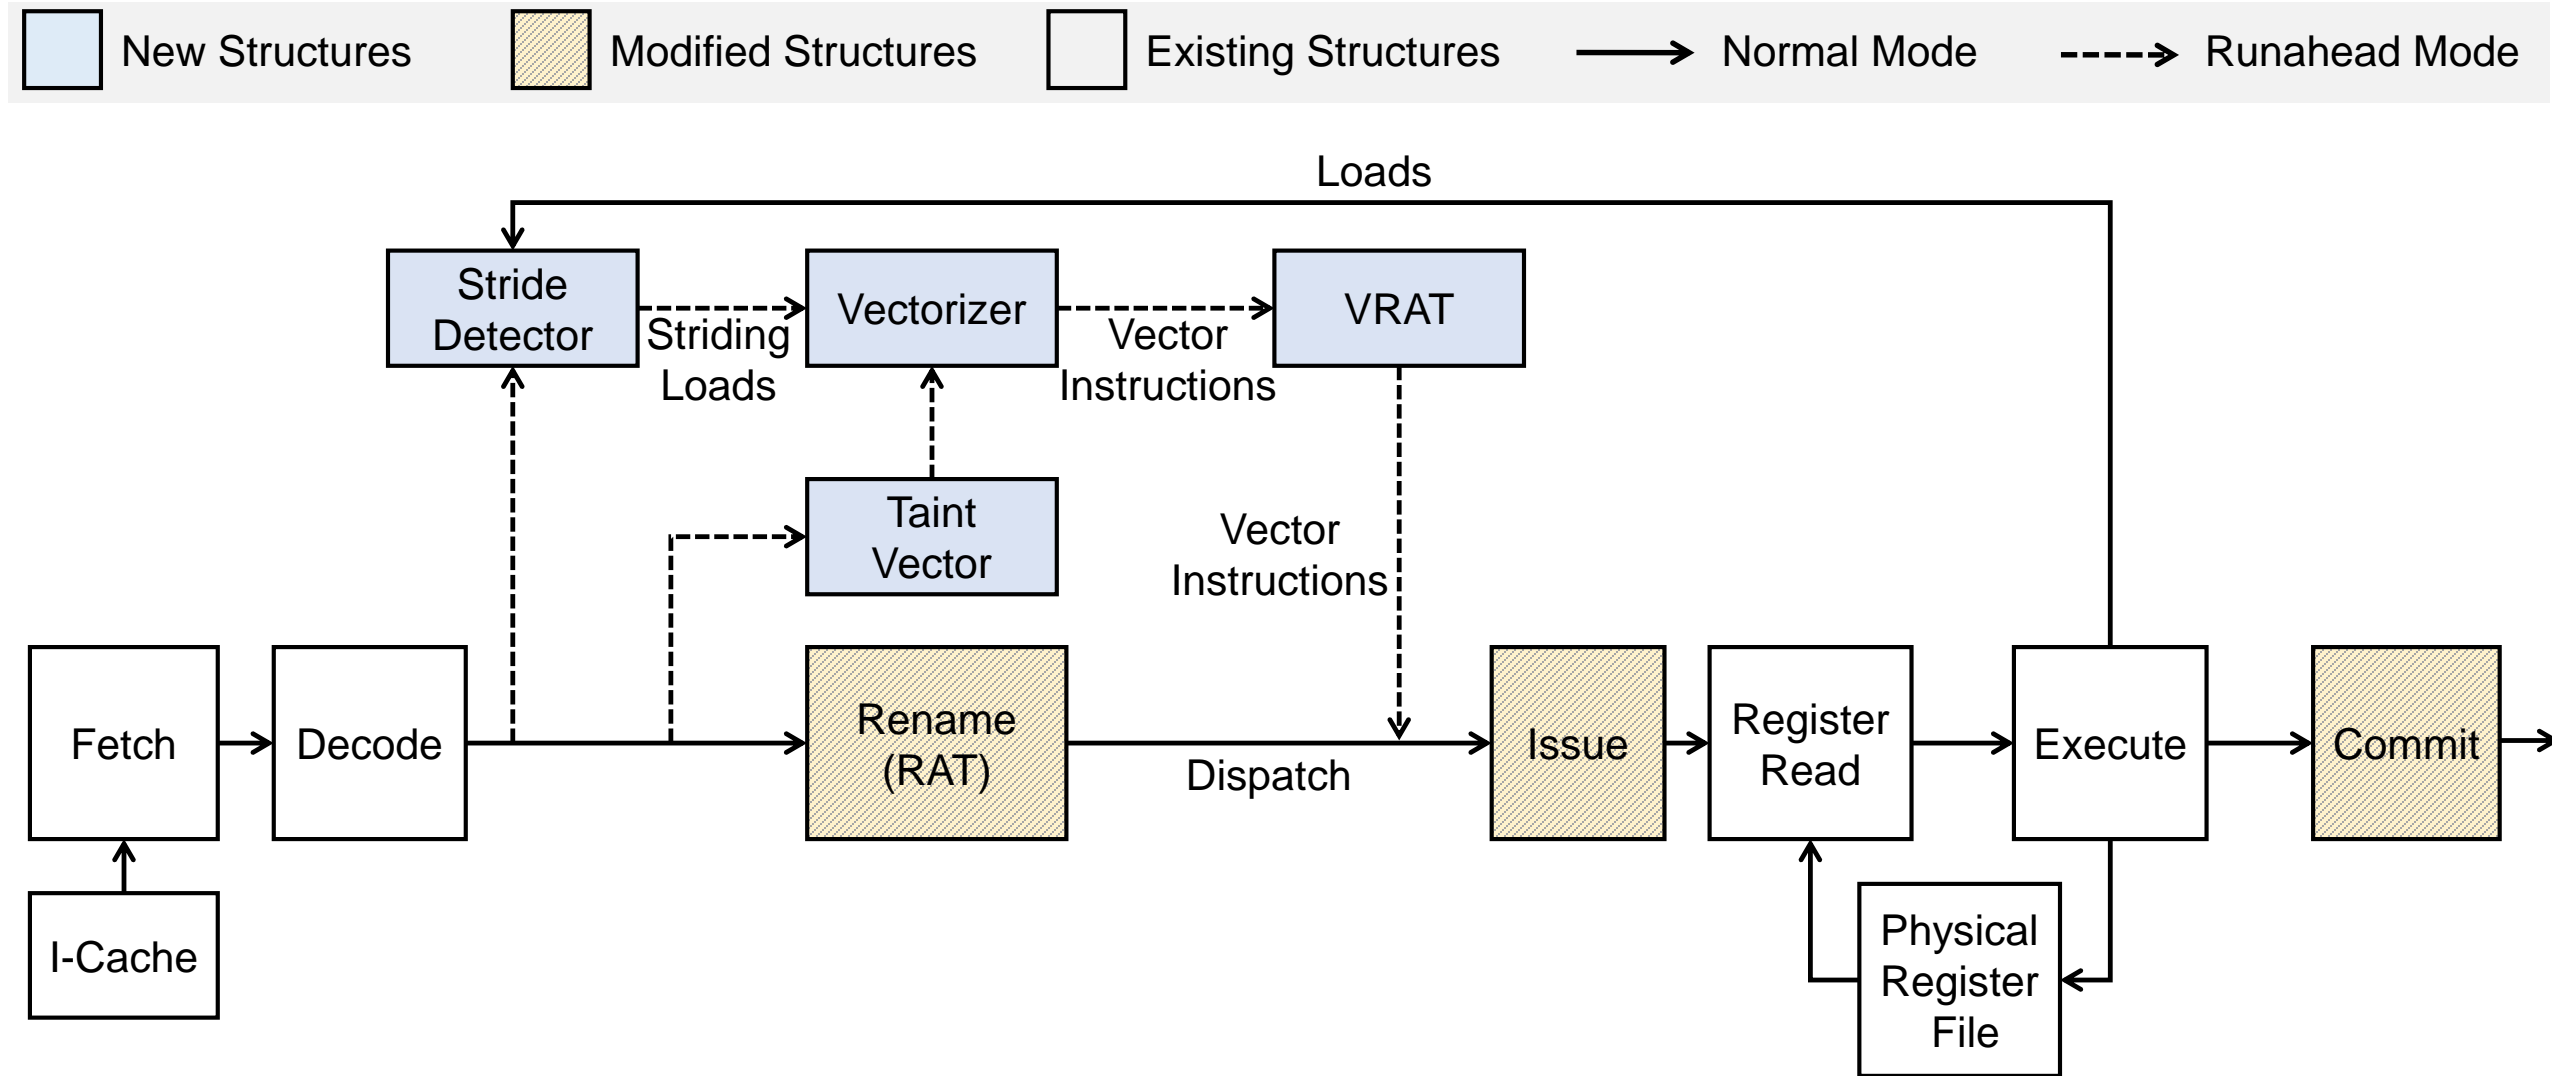 New Structures
Modified Structures
Existing Structures
Normal Mode
Runahead Mode
Loads
Stride
Detector
Striding
Loads
Vectorizer
Vector
Instructions
VRAT
Taint
Vector
Vector
Instructions
Fetch
Decode
Rename
(RAT)
Dispatch
Issue
Register
Read
Execute
Commit
I-Cache
Physical
Register
File